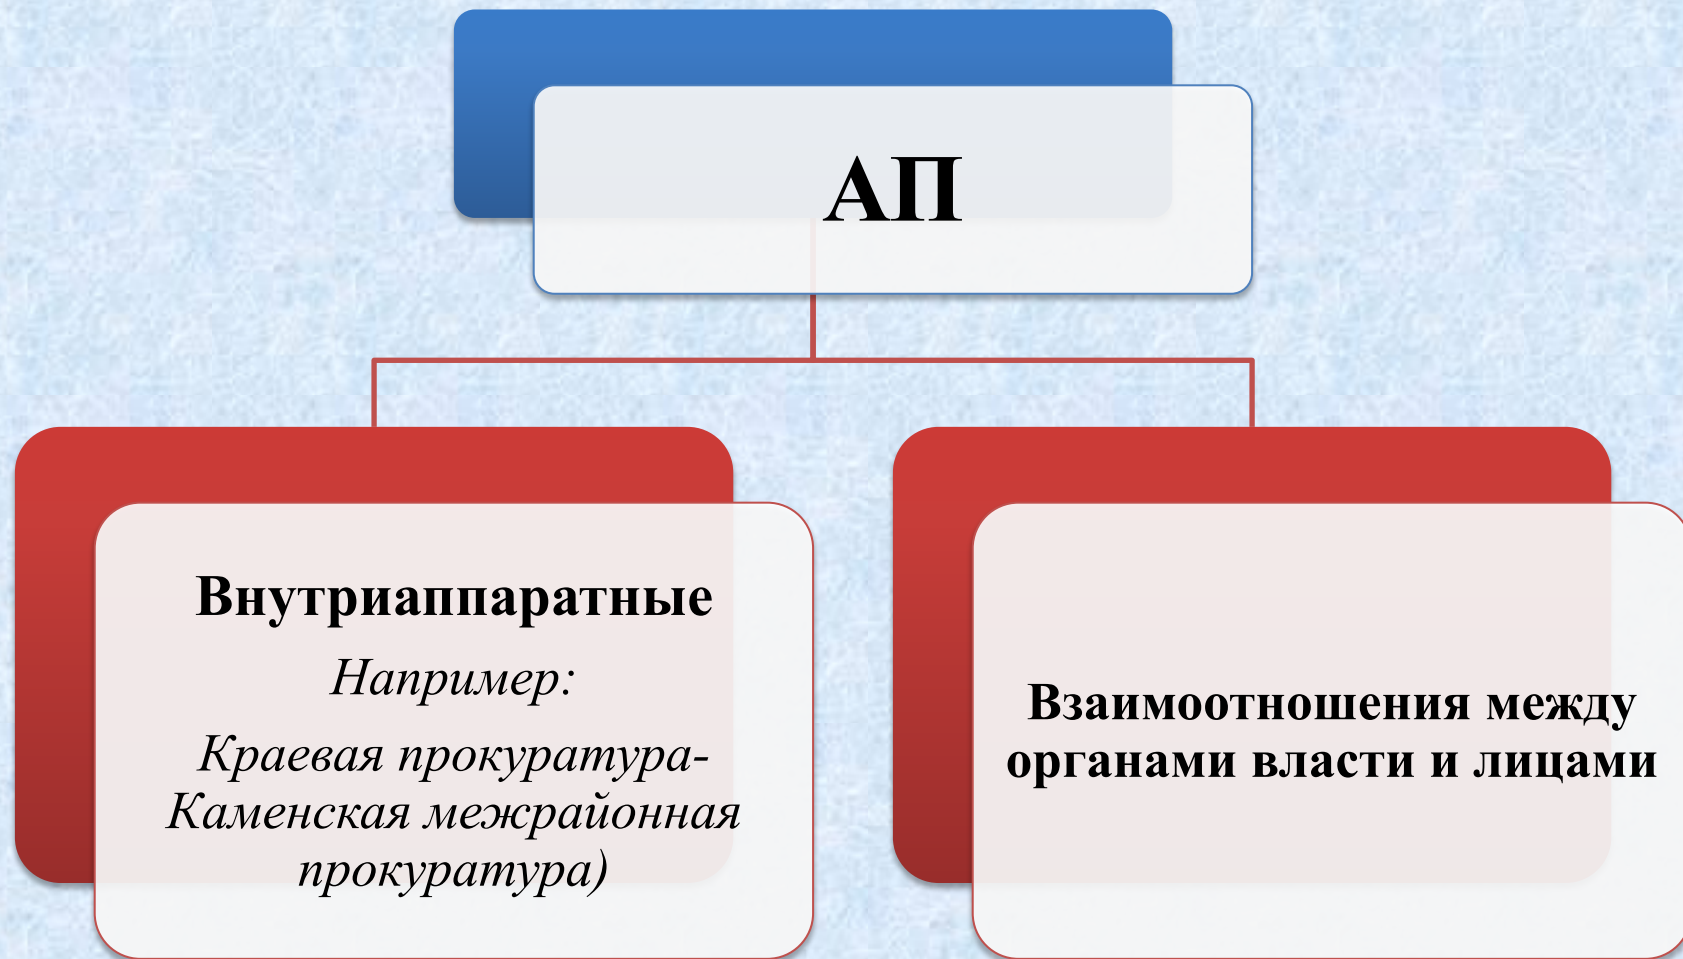 АП
Внутриаппаратные
Например:
Краевая прокуратура-
Каменская межрайонная
прокуратура)
Взаимоотношения между
органами власти и лицами